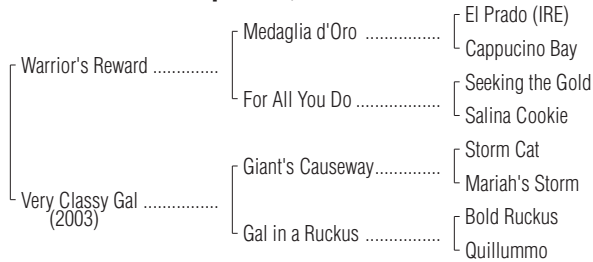 El Prado (IRE)
Medaglia d'Oro ..................
Cappucino Bay
Warrior's Reward ..............
Seeking the Gold
For All You Do ....................
Salina Cookie
Storm Cat
Giant's Causeway...............
Mariah's Storm
Very Classy Gal ................
(2003)
Bold Ruckus
Gal in a Ruckus ..................
Quillummo